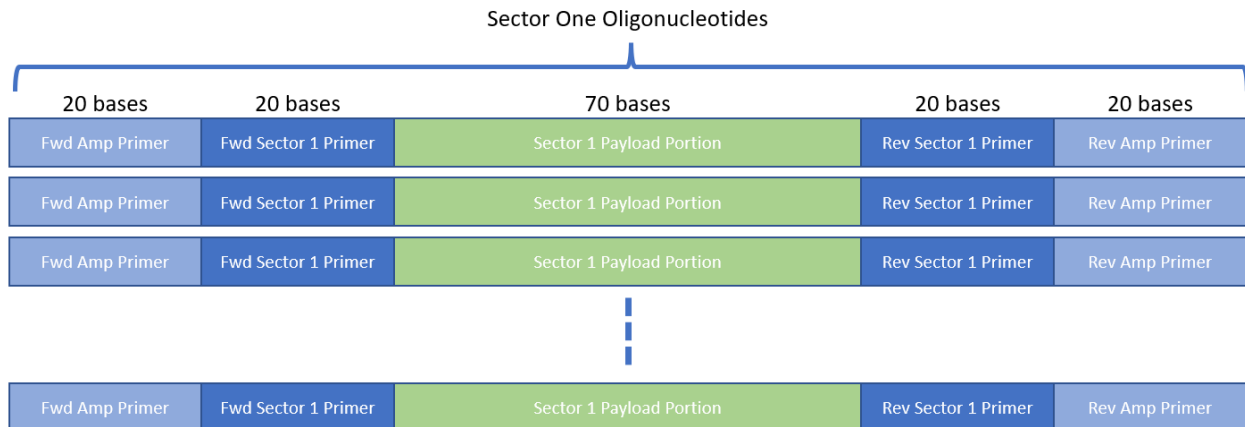 Sector One Oligonucleotides
20 bases 20 bases 70 bases 20 bases 20 bases
Fwd Amp Primer Fwd Sector 1 Primer Sector 1 Payload Portion Rev Sector 1 Primer Rev Amp Primer
Fwd Amp Primer Fwd Sector 1 Primer Sector 1 Payload Portion Rev Sector 1 Primer Rev Amp Primer
Fwd Amp Primer Fwd Sector 1 Primer Sector 1 Payload Portion Rev Sector 1 Primer Rev Amp Primer
Fwd Amp Primer Fwd Sector 1 Primer Sector 1 Payload Portion Rev Sector 1 Primer Rev Amp Primer